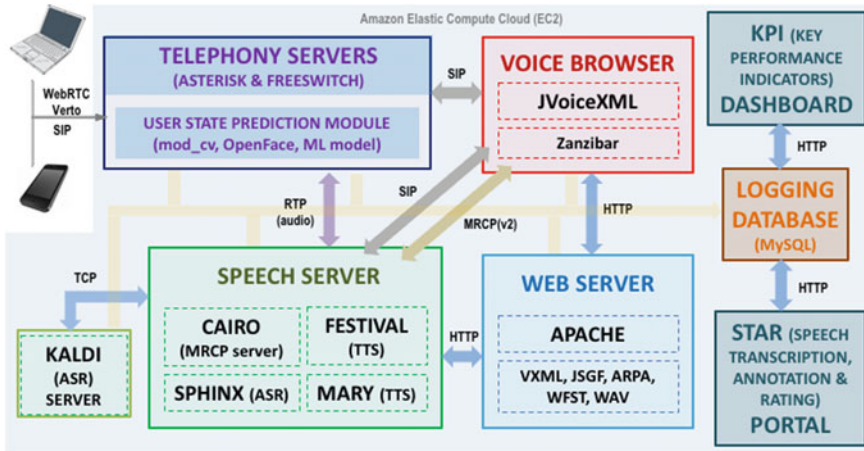 Amazon Elastic Compute Cloud (EC2)
WebRTC
Verto
SIP
TELEPHONY SERVERS
(ASTERISK & FREESWITCH)
USER STATE PREDICTION MODULE
(mod_cv, OpenFace, ML model)
SIP
VOICE BROWSER
JVoiceXML
Zanzibar
KPI (KEY
PERFORMANCE
INDICATORS)
DASHBOARD
HTTP
RTP
(audio)
SIP
MRCP(v2)
HTTP
LOGGING
DATABASE
(MySQL)
HTTP
TCP
KALDI
(ASR)
SERVER
SPEECH SERVER
CAIRO
(MRCP server)
FESTIVAL
(TTS)
SPHINX (ASR)
MARY (TTS)
HTTP
WEB SERVER
APACHE
VXML, JSGF, ARPA,
WFST, WAV
STAR (SPEECH
TRANSCRIPTION,
ANNOTATION &
RATING)
PORTAL